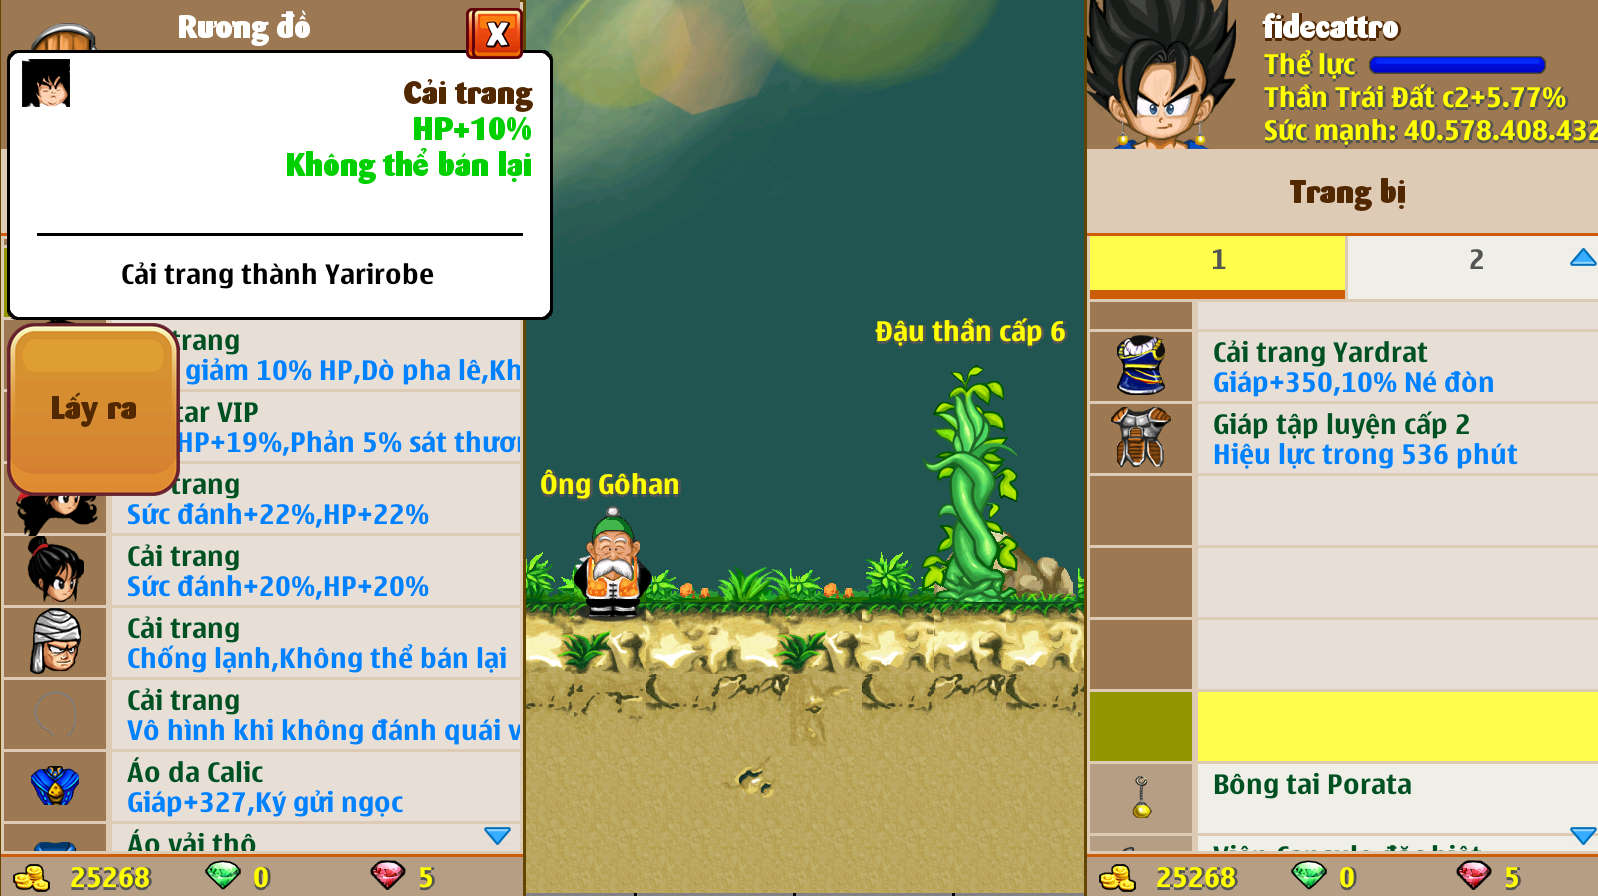 Rương đồ
X
Cải trang
HP+10%
Không thể bán lại
Cải trang thành Yarirobe
Lấy ra
trang
giảm 10% HP,Dò pha lê,Kh
tar VIP
HP+19%,Phản 5% sát thươn
trang
Sức đánh+22%,HP+22%
Cải trang
Sức đánh+20%,HP+20%
Cải trang
Chống lạnh,Không thể bán lại
Cải trang
Vô hình khi không đánh quái v
Áo da Calic
Giáp+327,Ký gửi ngọc
Áo vải thô
25268
0
5
Đậu thần cấp 6
Ông Gôhan
fidecattro
Thể lực
Thần Trái Đất c2+5.77%
Sức mạnh: 40.578.408.432
Trang bị
1
2
Cải trang Yardrat
Giáp+350,10% Né đòn
Giáp tập luyện cấp 2
Hiệu lực trong 536 phút
Bông tai Porata
Viên Capsule đặc biệt
25268
0
5